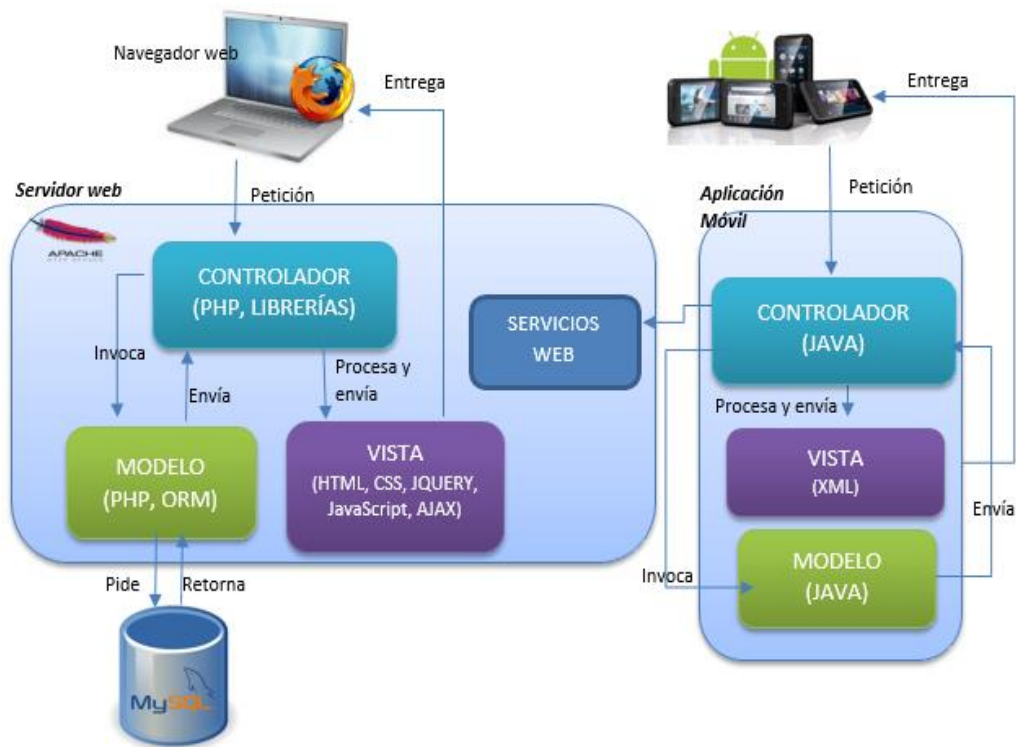 Navegador web
Entrega
Petición
Servidor web
APACHE
CONTROLADOR
(PHP, LIBRERÍAS)
Invoca
Envía
Procesa y
envía
MODELO
(PHP, ORM)
VISTA
(HTML, CSS, JQUERY,
JavaScript, AJAX)
Pide
Retorna
MySQL
SERVICIOS
WEB
Entrega
Petición
Aplicación
Móvil
CONTROLADOR
(JAVA)
Procesa y envía
VISTA
(XML)
Envía
Invoca
MODELO
(JAVA)